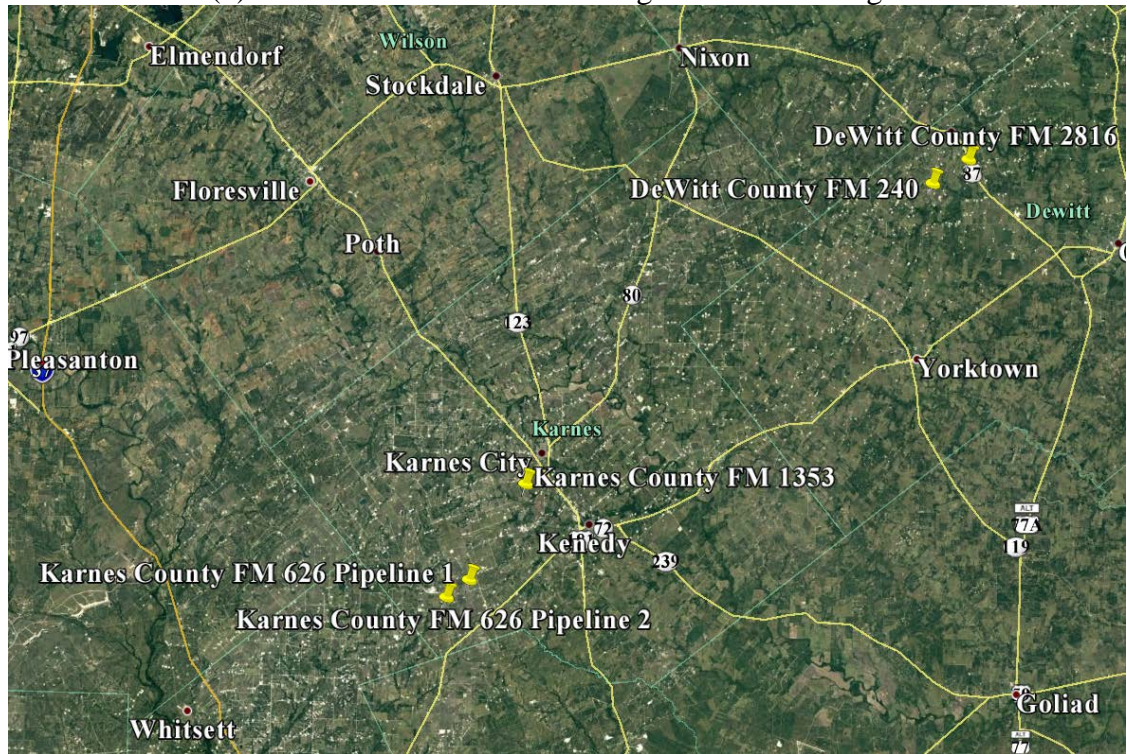 Elmendorf
Wilson
Stockdale
Nixon
DeWitt County FM 2816
87
DeWitt County FM 240
Floresville
Dewitt
Poth
80
123
97
Pleasanton
37
Yorktown
Karnes
Karnes City
Karnes County FM 1353
72
Kenedy
ALT
77A
119
239
Karnes County FM 626 Pipeline 1
Karnes County FM 626 Pipeline 2
Goliad
Whitsett
ALT
77